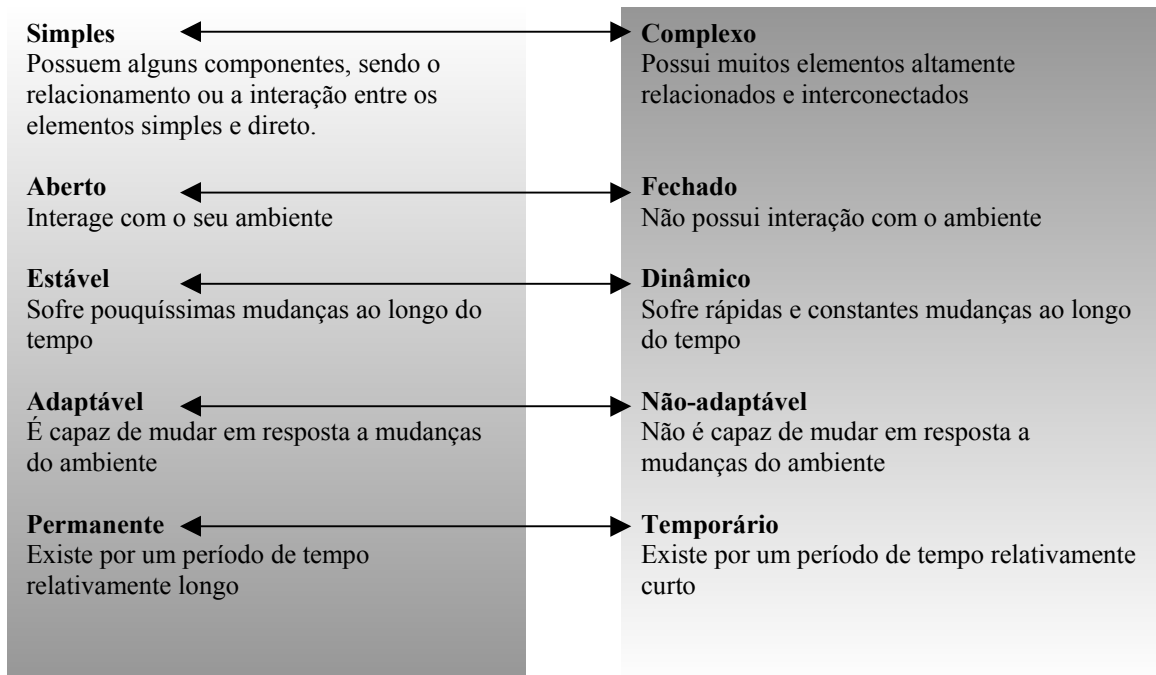 Simples
Possuem alguns componentes, sendo o
relacionamento ou a interação entre os
elementos simples e direto.
Complexo
Possui muitos elementos altamente
relacionados e interconectados
Aberto
Interage com o seu ambiente
Fechado
Não possui interação com o ambiente
Estável
Sofre pouquíssimas mudanças ao longo do
tempo
Dinâmico
Sofre rápidas e constantes mudanças ao longo
do tempo
Adaptável
É capaz de mudar em resposta a mudanças
do ambiente
Não-adaptável
Não é capaz de mudar em resposta a
mudanças do ambiente
Permanente
Existe por um período de tempo
relativamente longo
Temporário
Existe por um período de tempo relativamente
curto